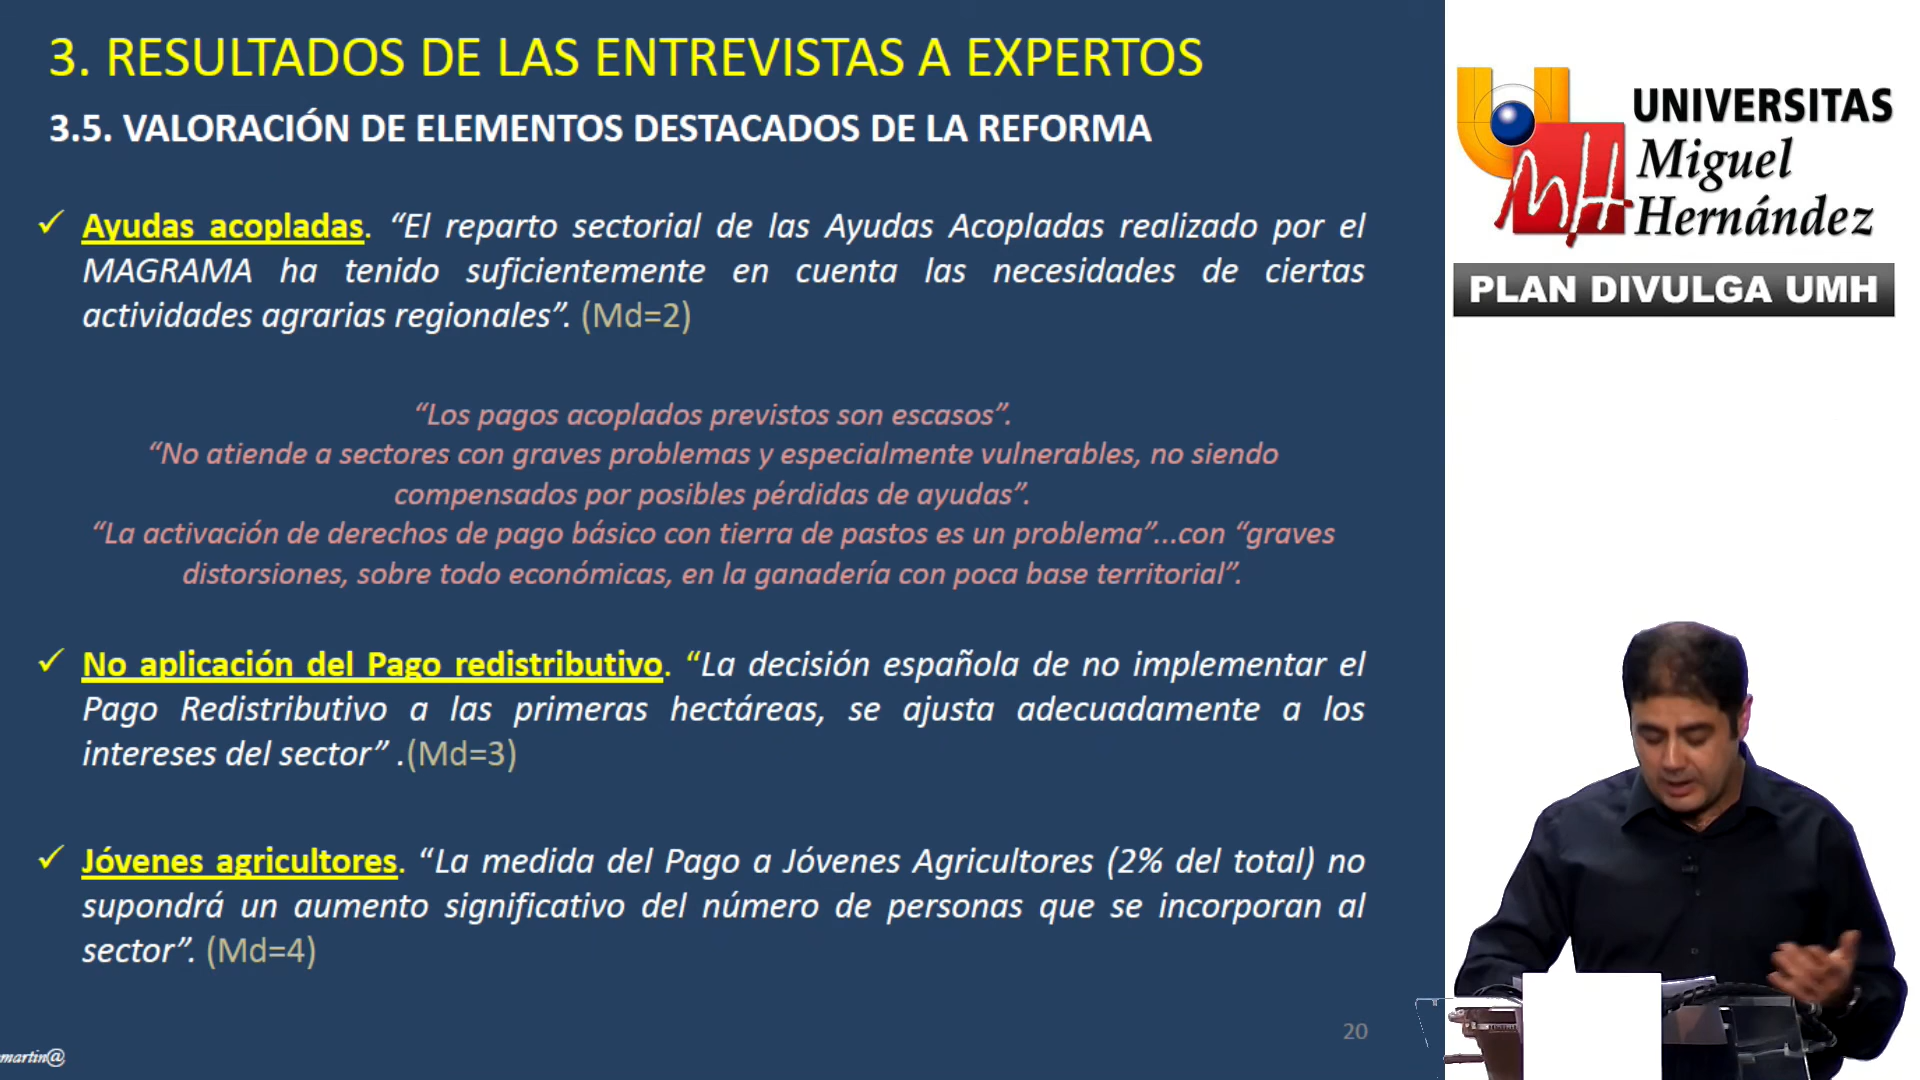 3. RESULTADOS DE LAS ENTREVISTAS A EXPERTOS
3.5. VALORACIÓN DE ELEMENTOS DESTACADOS DE LA REFORMA
✓ Ayudas acopladas. “El reparto sectorial de las Ayudas Acopladas realizado por el
MAGRAMA ha tenido suficientemente en cuenta las necesidades de ciertas
actividades agrarias regionales”. (Md=2)
“Los pagos acoplados previstos son escasos”.
“No atiende a sectores con graves problemas y especialmente vulnerables, no siendo
compensados por posibles pérdidas de ayudas”.
“La activación de derechos de pago básico con tierra de pastos es un problema”...con “graves
distorsiones, sobre todo económicas, en la ganadería con poca base territorial”.
✓ No aplicación del Pago redistributivo. “La decisión española de no implementar el
Pago Redistributivo a las primeras hectáreas, se ajusta adecuadamente a los
intereses del sector” .(Md=3)
✓ Jóvenes agricultores. “La medida del Pago a Jóvenes Agricultores (2% del total) no
supondrá un aumento significativo del número de personas que se incorporan al
sector”. (Md=4)
20
martin@
UNIVERSITAS
Miguel
Hernández
UMH
PLAN DIVULGA UMH